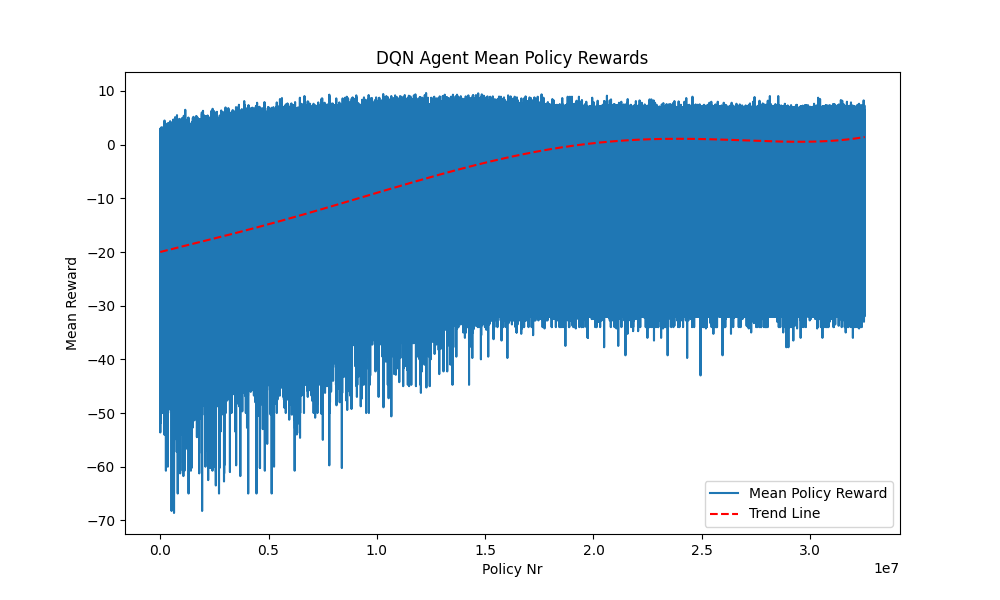 DQN Agent Mean Policy Rewards
10
0
−10
−20
−30
−40
−50
−60
−70
Mean Reward
Mean Policy Reward
Trend Line
0.0 0.5 1.0 1.5 2.0 2.5 3.0
1e7
Policy Nr